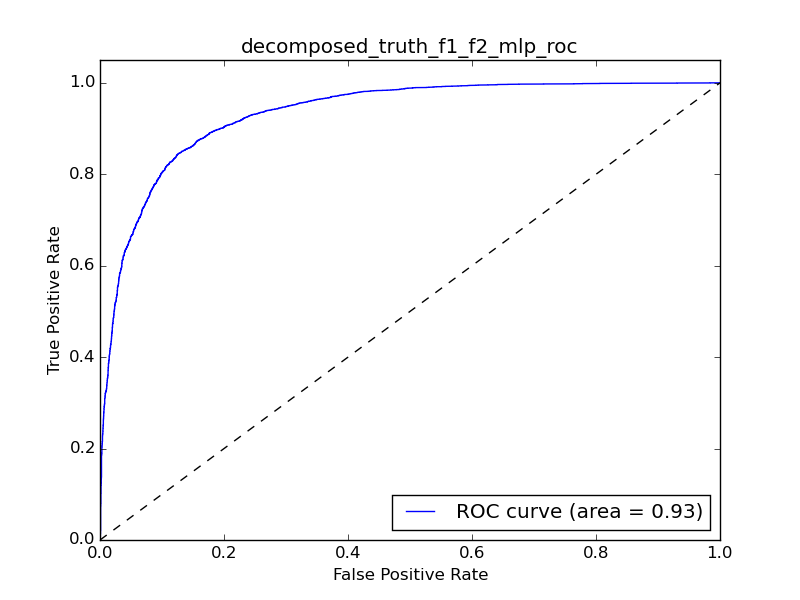 decomposed_truth_f1_f2_mlp_roc
1.0
0.8
0.6
0.4
0.2
0.0
True Positive Rate
ROC curve (area = 0.93)
0.0 0.2 0.4 0.6 0.8 1.0
False Positive Rate